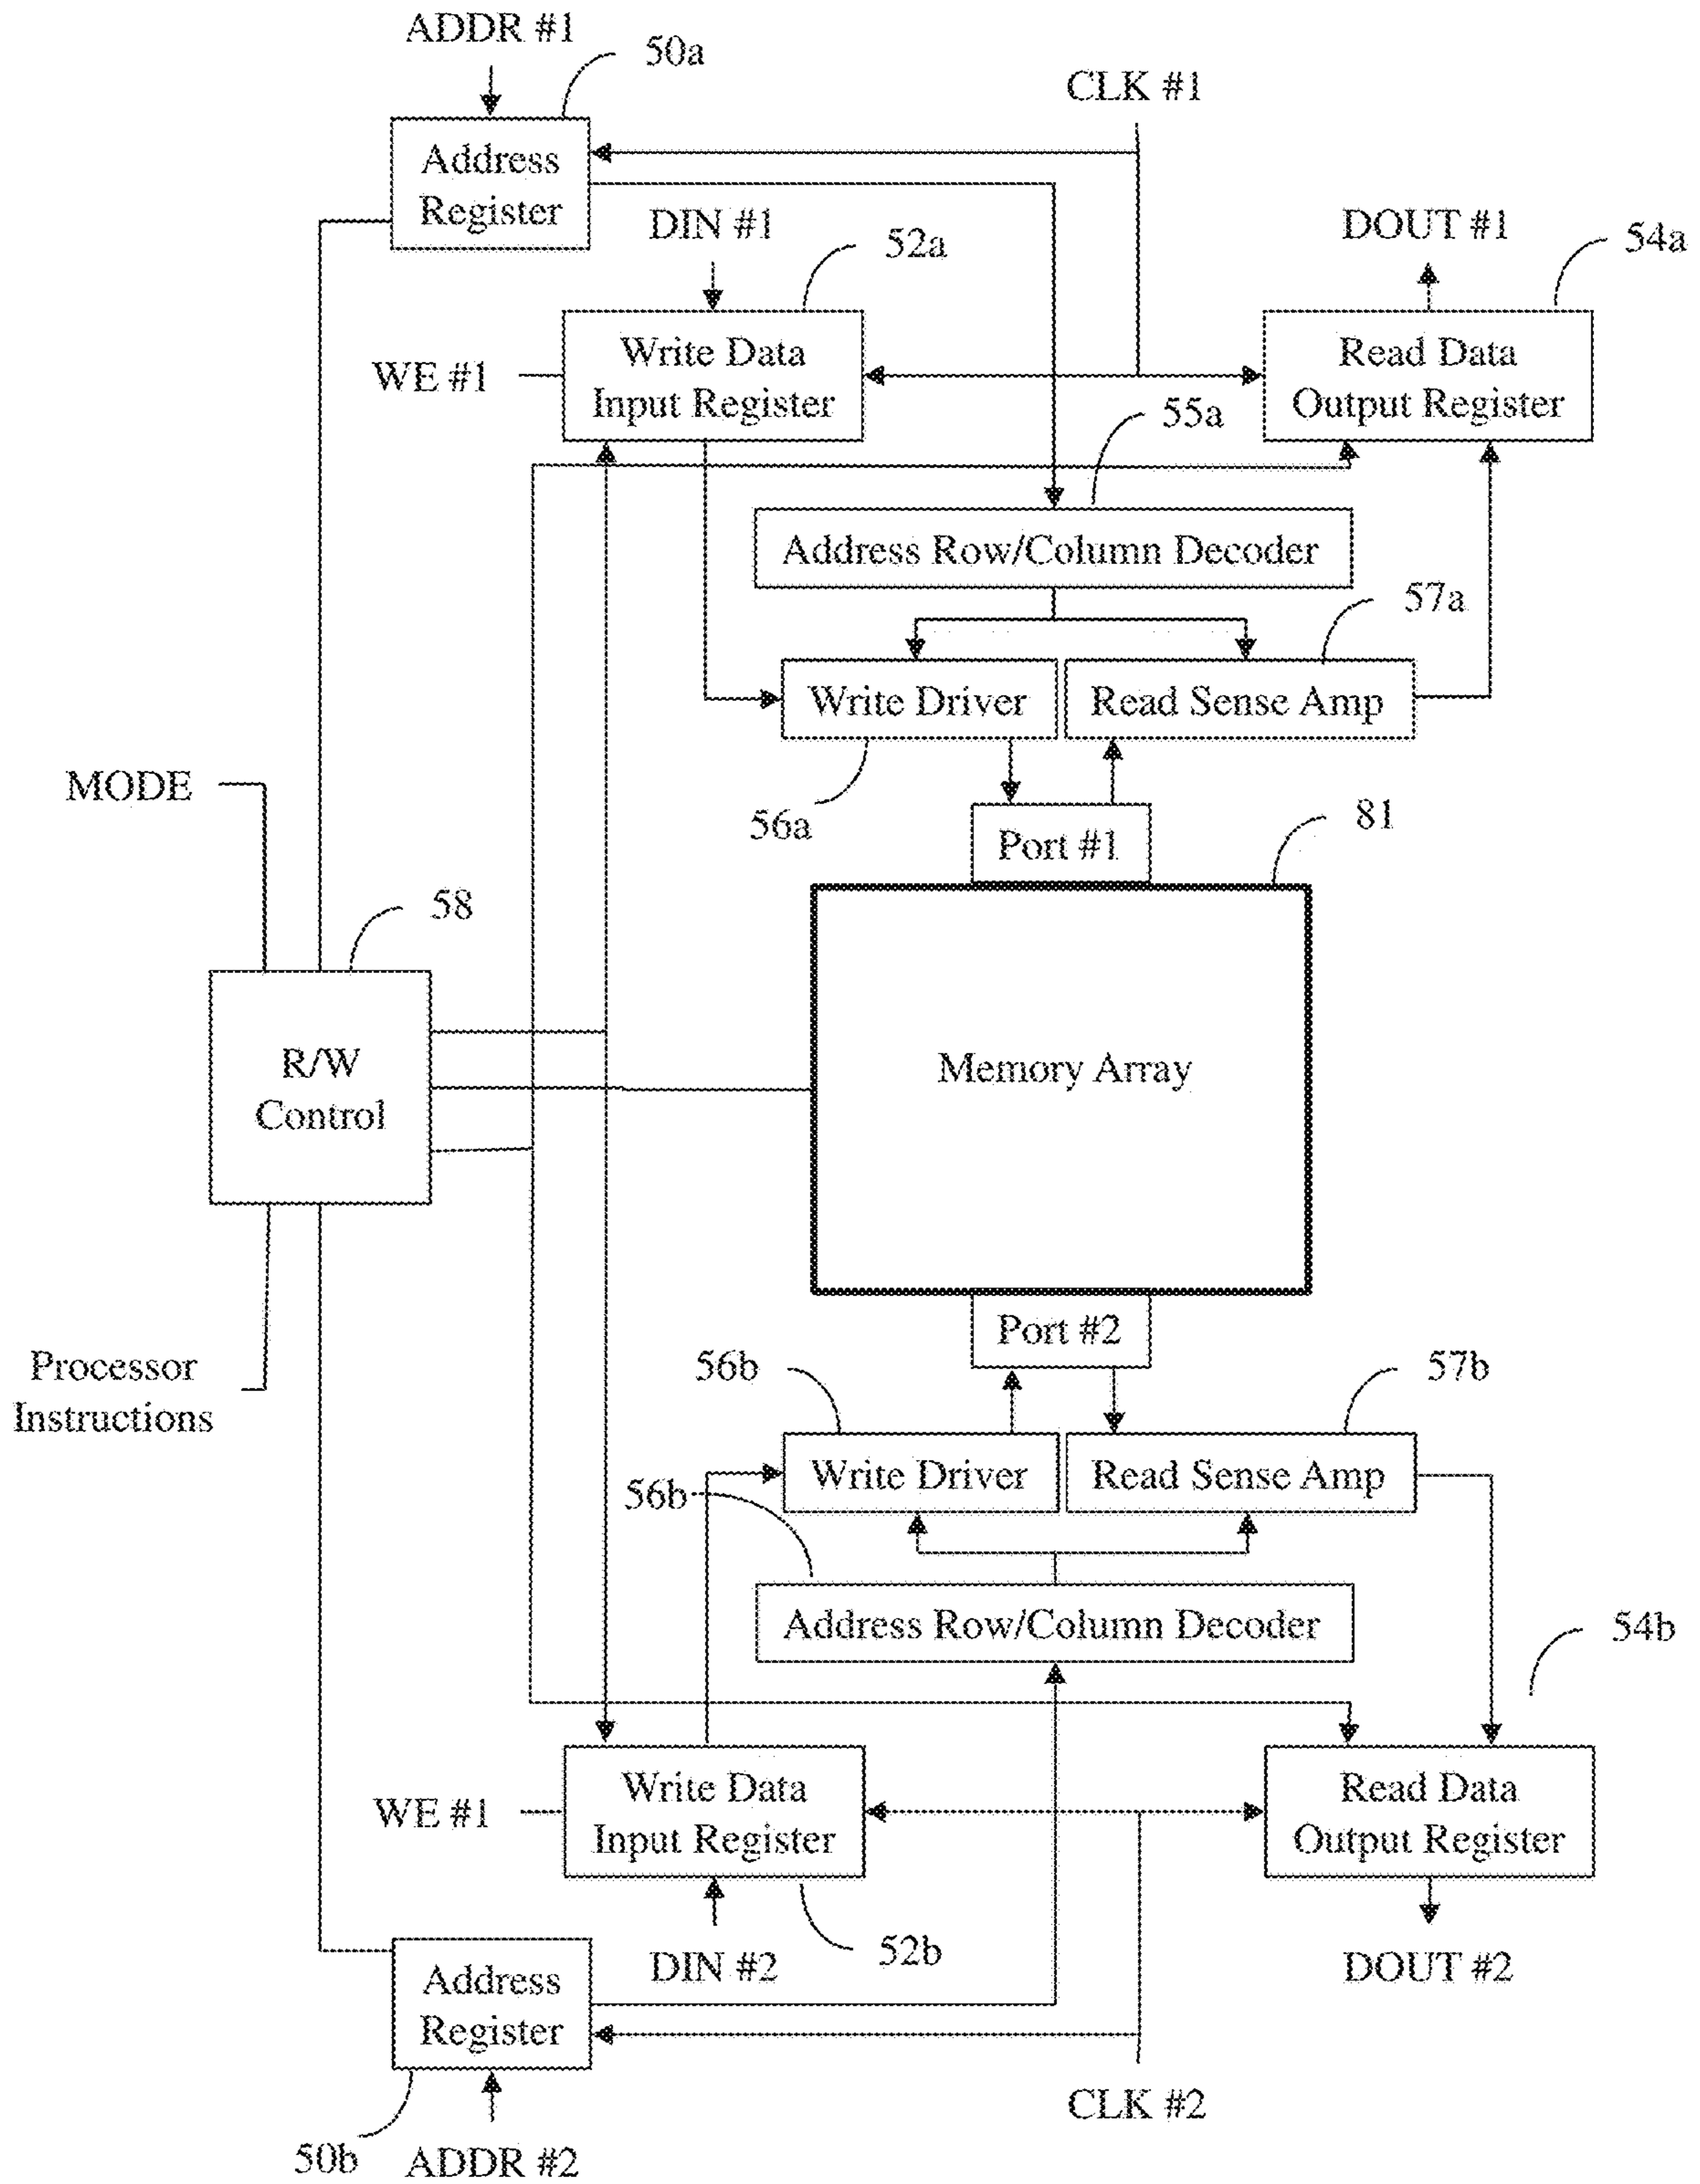 ADDR #1
50a
CLK #1
Address
Register
DIN #1
52a
DOUT #1
54a
WE #1
Write Data
Input Register
Read Data
Output Register
55a
Address Row/Column Decoder
57a
Write Driver
Read Sense Amp
MODE
56a
Port #1
81
58
R/W
Control
Memory Array
Processor
Instructions
Port #2
56b
57b
Write Driver
Read Sense Amp
56b
Address Row/Column Decoder
54b
WE #1
Write Data
Input Register
Read Data
Output Register
DIN #2
52b
DOUT #2
Address
Register
CLK #2
50b
ADDR #2